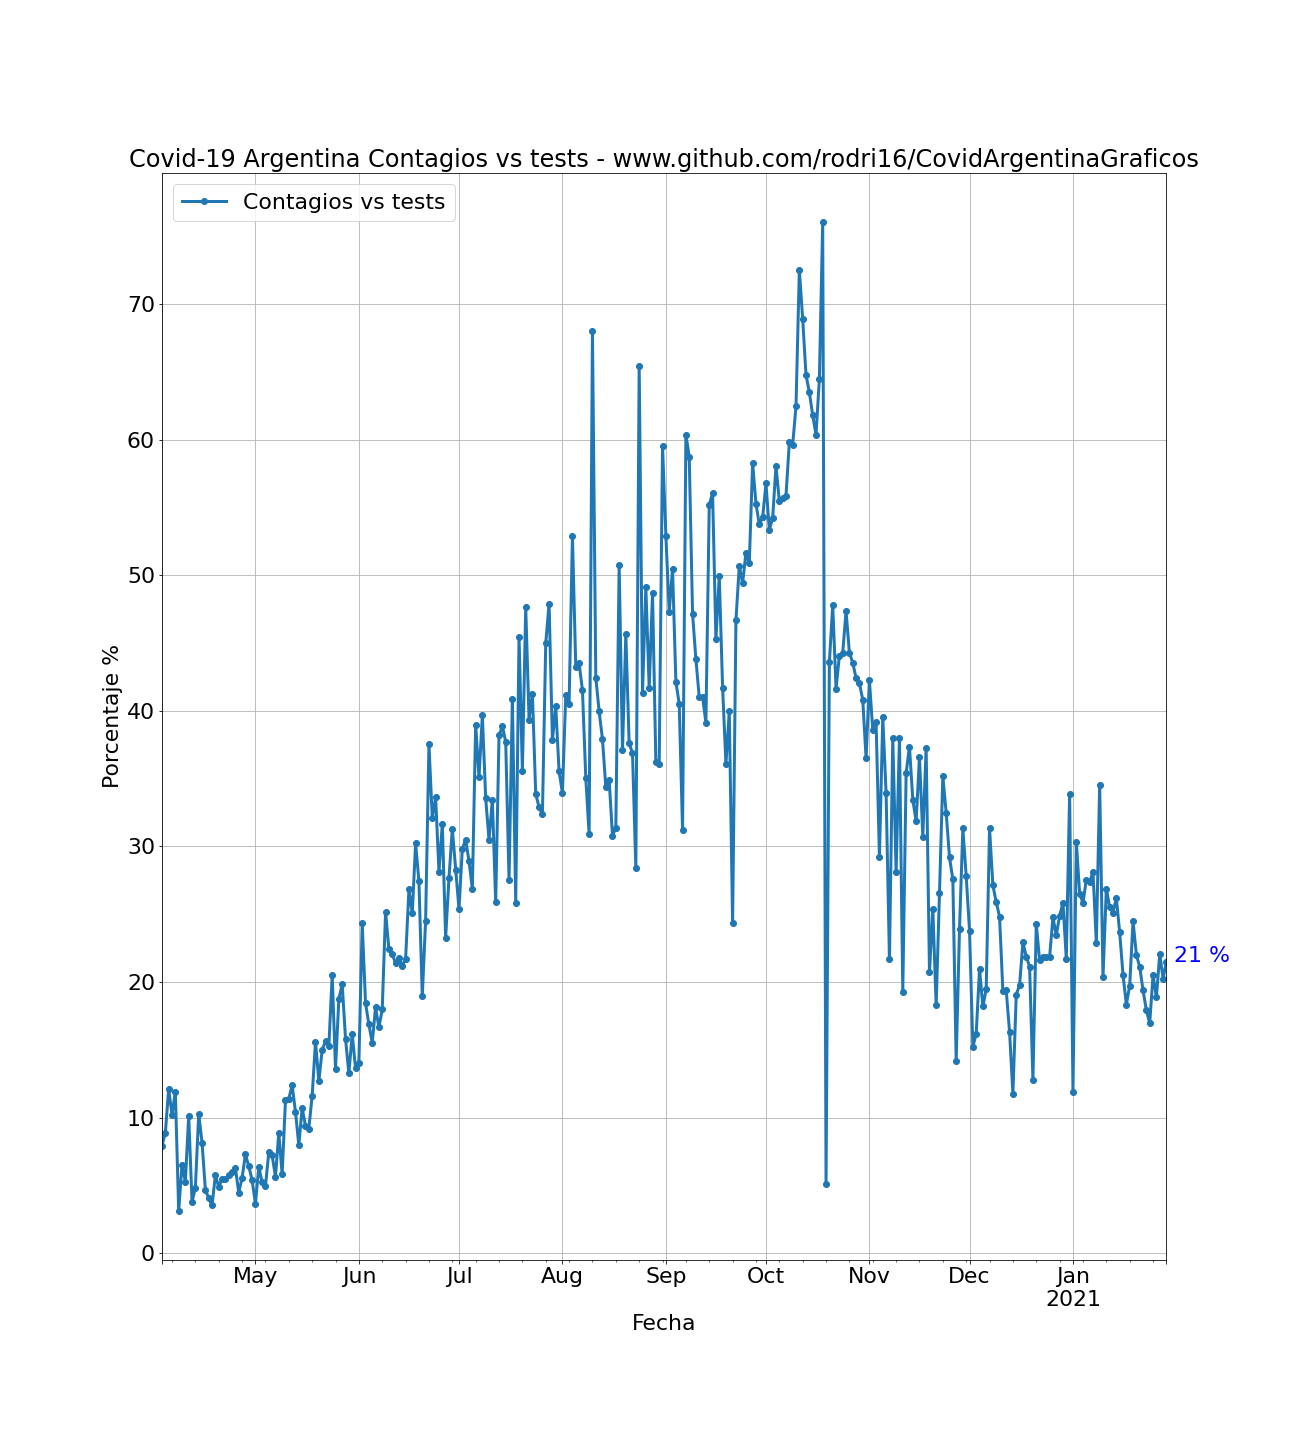 Covid-19 Argentina Contagios vs tests - www.github.com/rodri16/CovidArgentinaGraficos
Contagios vs tests
70
60
50
40
30
20
10
0
Porcentaje %
21 %
May Jun Jul Aug Sep Oct Nov Dec Jan
2021
Fecha